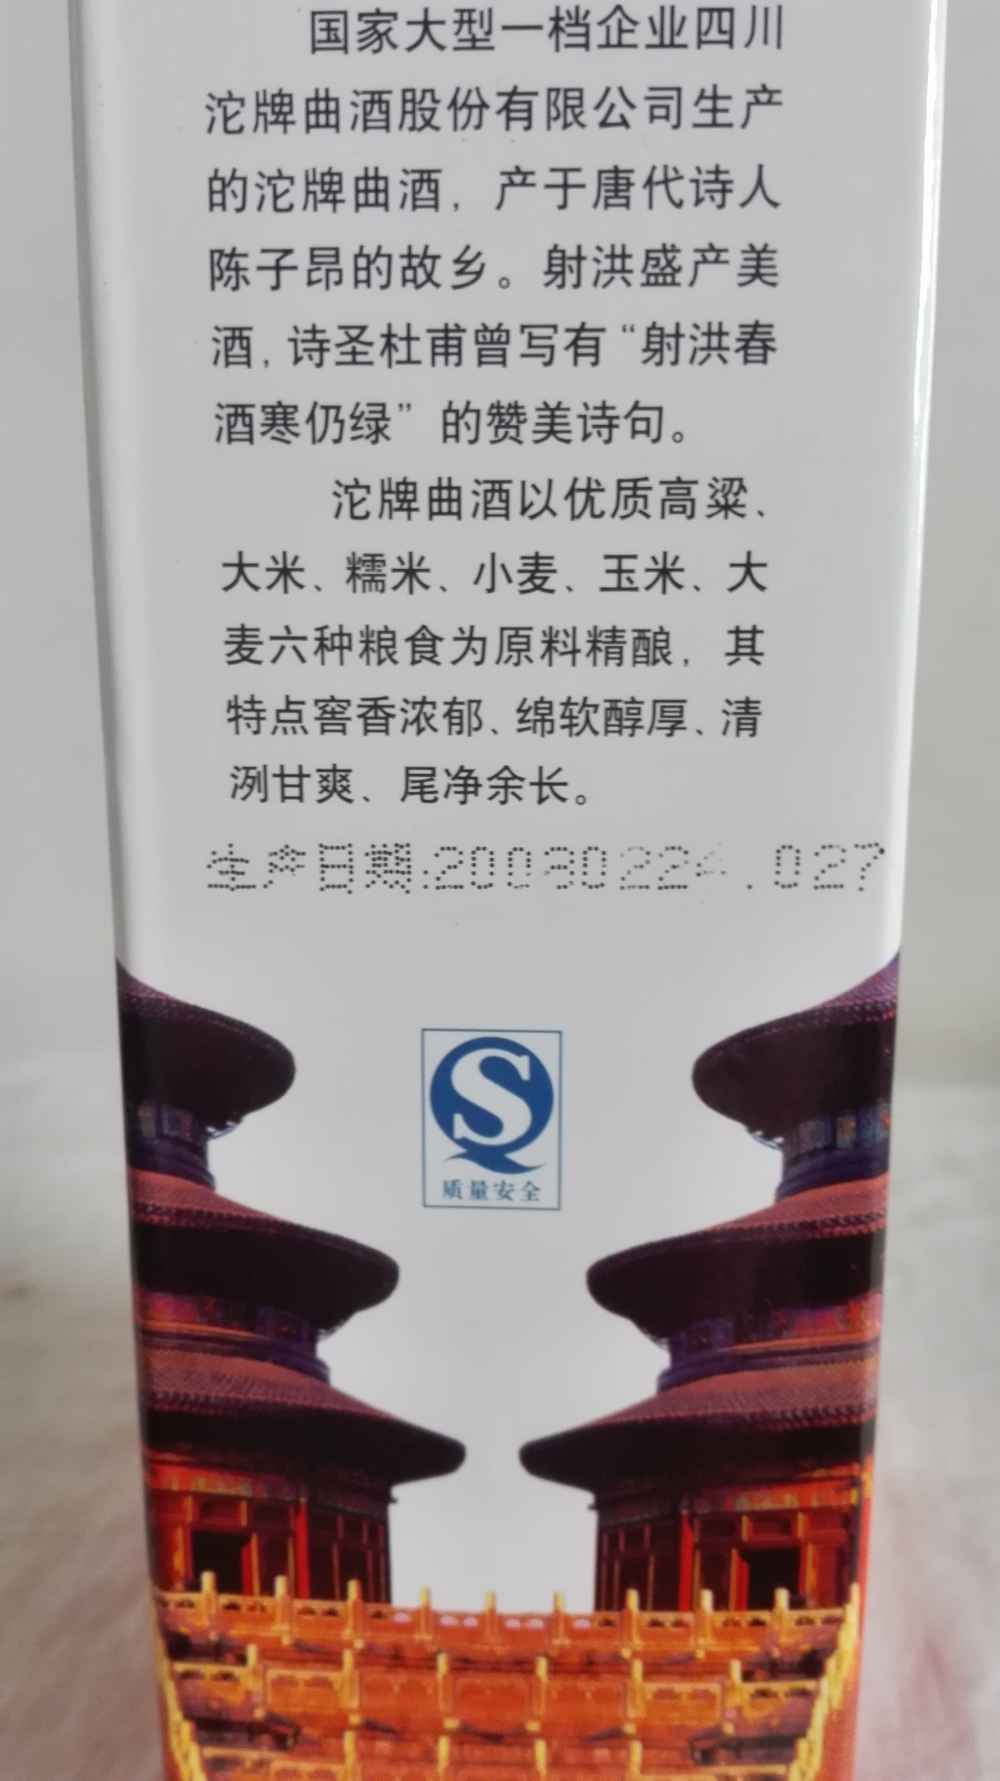 国家大型一档企业四川
沱牌曲酒股份有限公司生产
的沱牌曲酒，产于唐代诗人
陈子昂的故乡。射洪盛产美
酒，诗圣杜甫曾写有“射洪春
酒寒仍绿”的赞美诗句。
沱牌曲酒以优质高粱、
大米、糯米、小麦、玉米、大
麦六种粮食为原料精酿，其
特点窖香浓郁、绵软醇厚、清
洌甘爽、尾净余长。
生产日期:20080224.027
S
质量安全